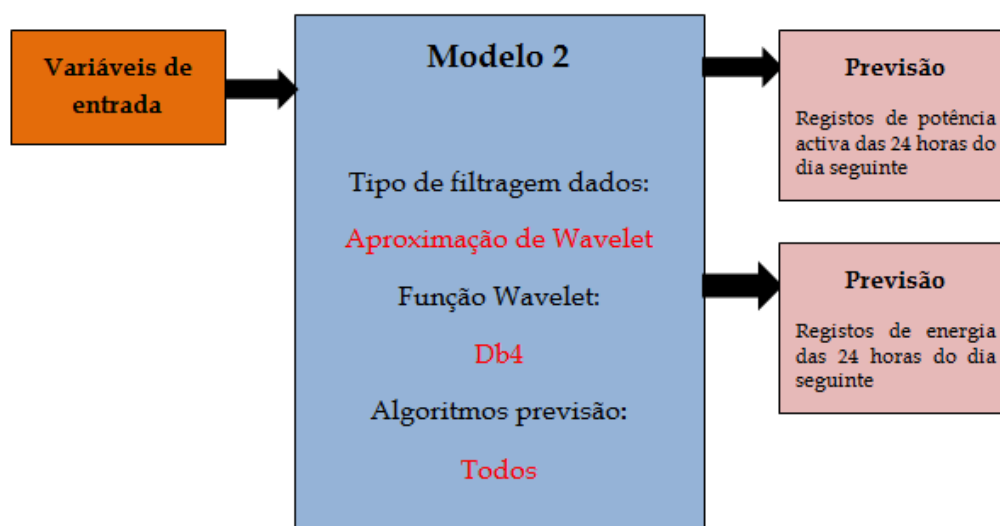 Variáveis de
entrada
Modelo 2
Tipo de filtragem dados:
Aproximação de Wavelet
Função Wavelet:
Db4
Algoritmos previsão:
Todos
Previsão
Registos de potência
activa das 24 horas do
dia seguinte
Previsão
Registos de energia
das 24 horas do dia
seguinte